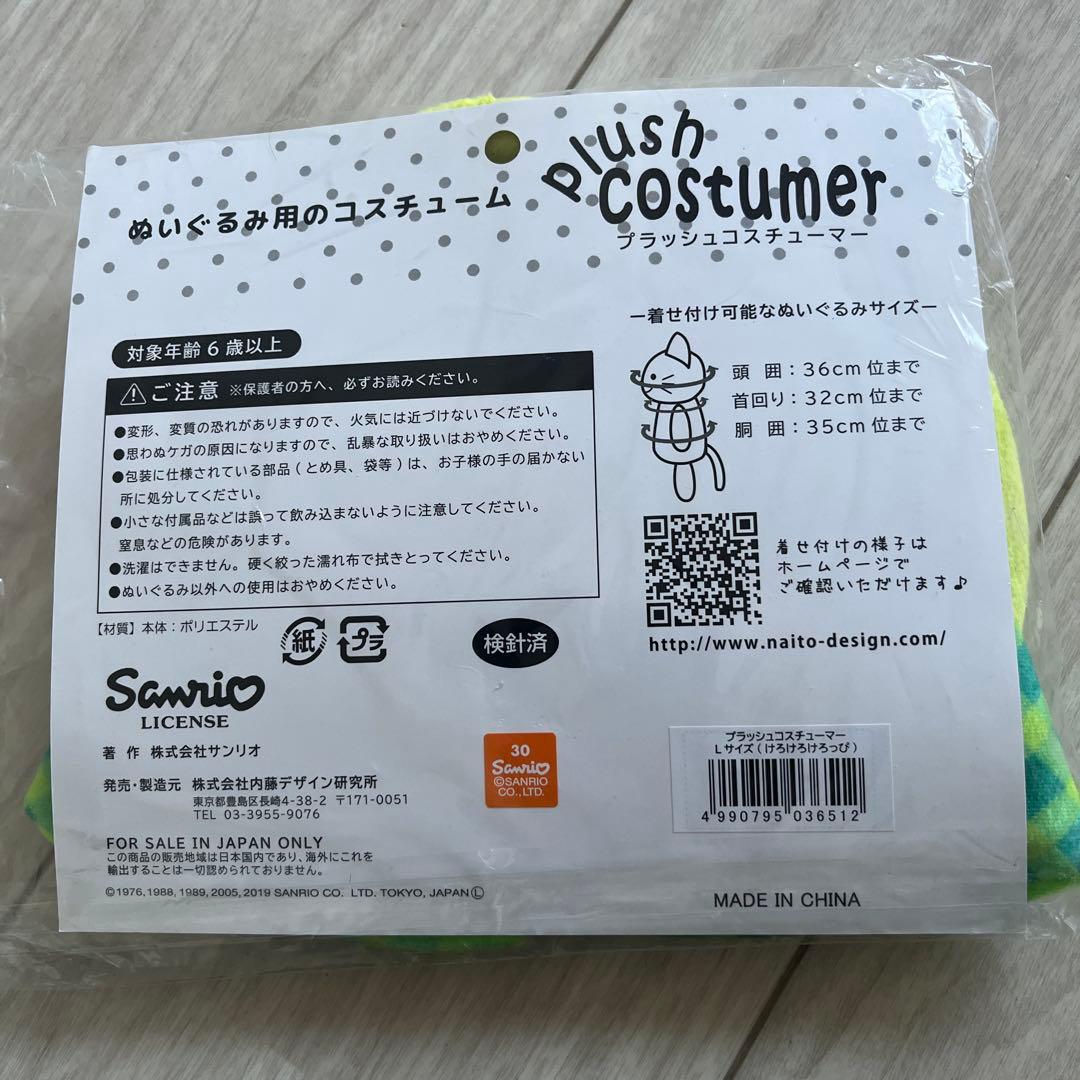 plush
costumer
ぬいぐるみ用のコスチューム
プラッシュコスチューマー
ー着せ付け可能なぬいぐるみサイズー
頭 囲：36cm 位まで
首回り：32cm 位まで
胴 囲：35cm 位まで
対象年齢 6 歳以上
ご注意 ※保護者の方へ、必ずお読みください。
●変形、変質の恐れがありますので、火気には近づけないでください。
●思わぬケガの原因になりますので、乱暴な取り扱いはおやめください。
●包装に仕様されている部品（とめ具、袋等）は、お子様の手の届かない
所に処分してください。
●小さな付属品などは誤って飲み込まないように注意してください。
窒息などの危険があります。
●洗濯はできません。硬く絞った濡れ布で拭きとってください。
●ぬいぐるみ以外への使用はおやめください。
着せ付けの様子は
ホームページで
ご確認いただけます♪
http://www.naito-design.com/
【材質】本体：ポリエステル
紙
プラ
検針済
Sanrio
LICENSE
著 作 株式会社サンリオ
発売・製造元 株式会社内藤デザイン研究所
東京都豊島区長崎4-38-2 〒171-0051
TEL 03-3955-9076
30
Sanrio
©SANRIO
CO.,LTD.
プラッシュコスチューマー
Lサイズ（けろけろけろっぴ）
4 990795 036512
FOR SALE IN JAPAN ONLY
この商品の販売地域は日本国内であり、海外にこれを
輸出することは一切認められておりません。
©1976,1988,1989,2005,2019 SANRIO CO. LTD. TOKYO, JAPAN Ⓛ
MADE IN CHINA